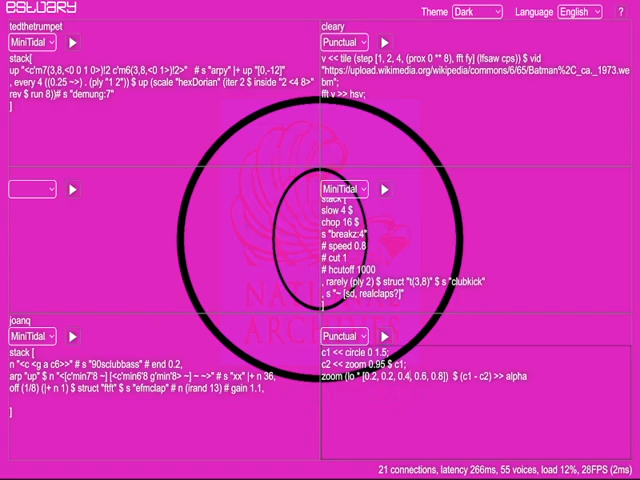 estuary
Theme Dark Language English ?
tedthetrumpet
MiniTidal
stack[
up "<c'm7(3,8,<0 0 1 0>)!2 c'm6(3,8,<0 1>)!2>" # s "arpy" |+ up "[0,-12]"
, every 4 ((0.25 ~>) . (ply "1 2")) $ up (scale "hexDorian" (iter 2 $ inside "2 <4 8>"
rev $ run 8))# s "demung:7"
]
cleary
Punctual
v << tile (step [1, 2, 4, (prox 0 ** 8), fft fy] (lfsaw cps)) $ vid
"https://upload.wikimedia.org/wikipedia/commons/6/65/Batman%2C_ca._1973.we
bm";
fft v >> hsv;
MiniTidal
stack [
slow 4 $
chop 16 $
s "breakz:4"
# speed 0.8
# cut 1
# hcutoff 1000
, rarely (ply 2) $ struct "t(3,8)" $ s "clubkick"
, s "~ [sd, realclaps?]"
]
NATIONAL
ARCHIVES
joanq
MiniTidal
stack [
n "<c <g a c6>>" # s "90sclubbass" # end 0.2,
arp "up" $ n "<[c'min7'8 ~] [<c'min6'8 g'min'8> ~] ~ ~>" # s "xx" |+ n 36,
off (1/8) (|+ n 1) $ struct "ftft" $ s "efmclap" # n (irand 13) # gain 1.1,
]
Punctual
c1 << circle 0 1.5;
c2 << zoom 0.95 $ c1;
zoom (lo * [0.2, 0.2, 0.4, 0.6, 0.8]) $ (c1 - c2) >> alpha
21 connections, latency 266ms, 55 voices, load 12%, 28FPS (2ms)